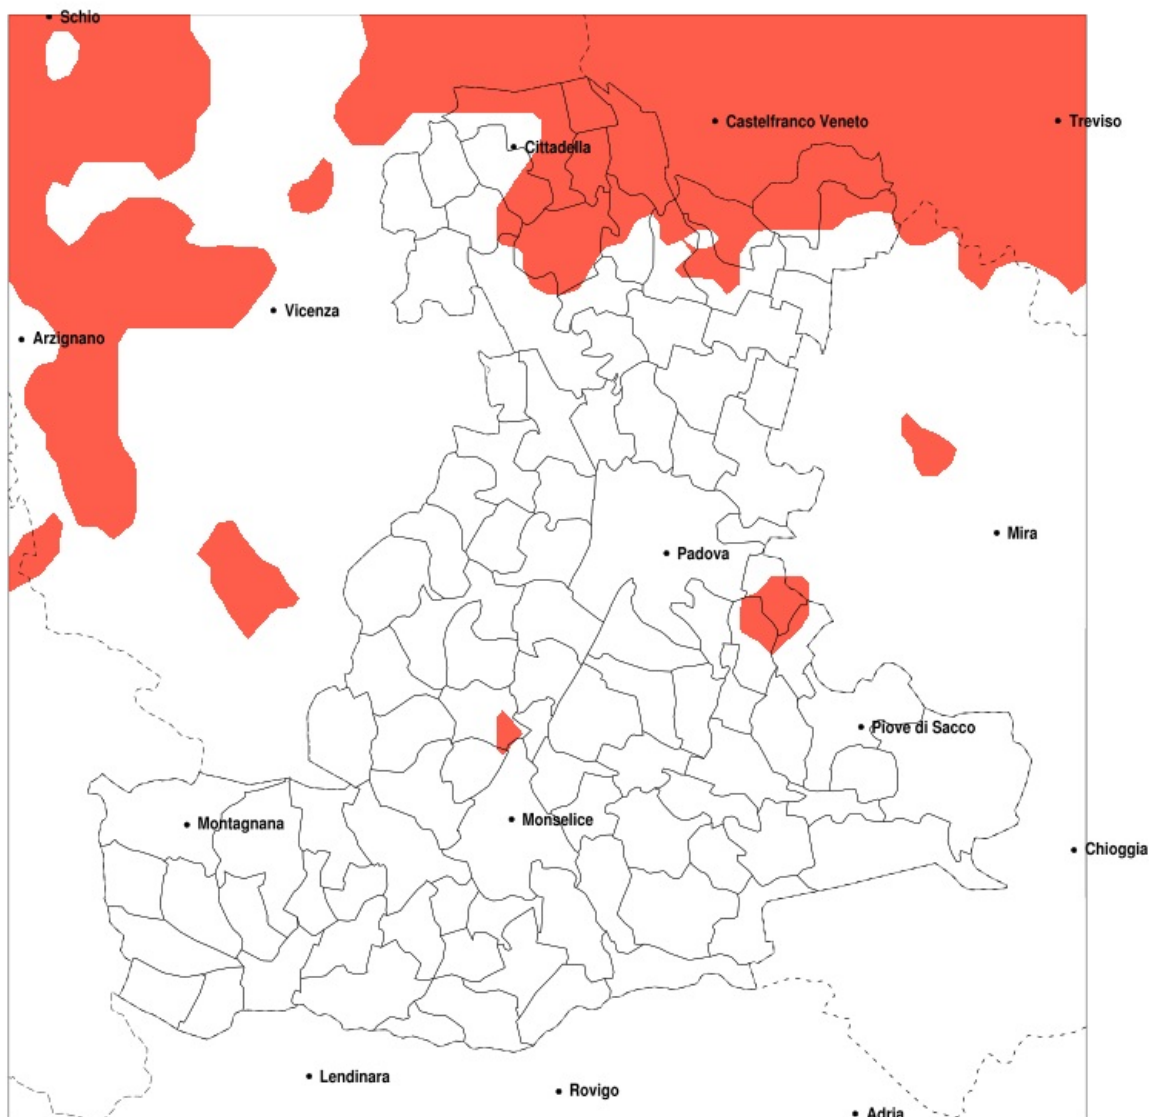 Schio
Castelfranco Veneto
Treviso
Cittadella
Vicenza
Arzignano
Mira
Padova
Piove di Sacco
Monselice
Montagnana
Chioggia
Lendinara
Rovigo
Adria